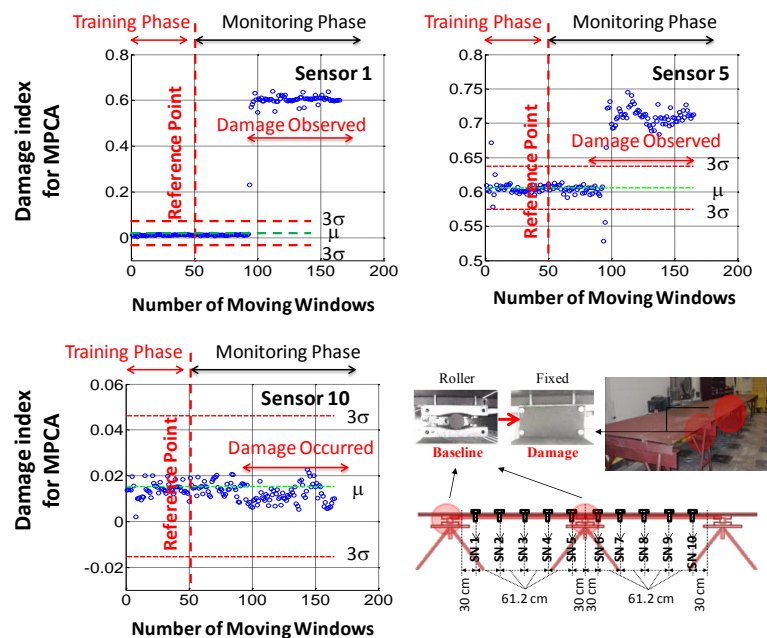 Training Phase
Monitoring Phase
Damage index
for MPCA
0.8
0.6
0.4
0.2
0
0
50
100
150
200
Sensor 1
Reference Point
Damage Observed
3σ
μ
3σ
Number of Moving Windows
Training Phase
Monitoring Phase
0.8
0.75
0.7
0.65
0.6
0.55
0.5
0
50
100
150
200
Sensor 5
Reference Point
Damage Observed
3σ
μ
3σ
Number of Moving Windows
Training Phase
Monitoring Phase
Damage index
for MPCA
0.06
0.04
0.02
0
-0.02
0
50
100
150
200
Sensor 10
Reference Point
Damage Occurred
3σ
μ
3σ
Number of Moving Windows
Roller
Fixed
Baseline
Damage
SN 1
SN 2
SN 3
SN 4
SN 5
SN 6
SN 7
SN 8
SN 9
SN 10
30 cm
61.2 cm
30 cm
30 cm
61.2 cm
30 cm